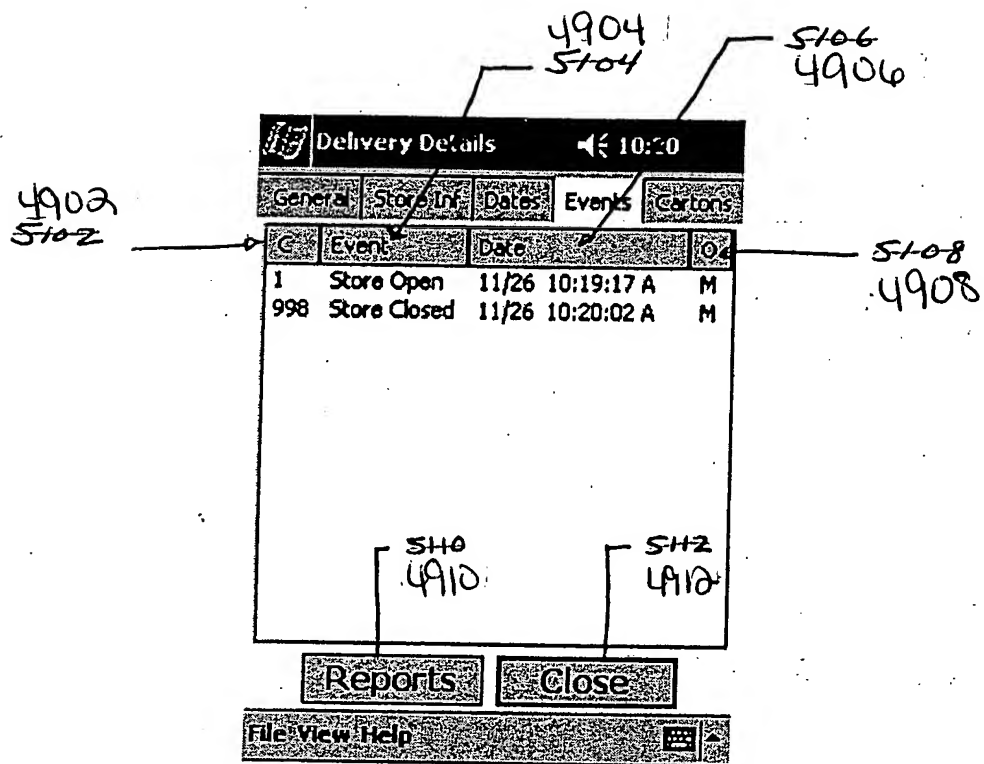 4904
5104
5106
4906
Delivery Details 10:20
General Store Inf Dates Events Cartons
4902
5102
C Event Date O
5108
4908
1 Store Open 11/26 10:19:17 A M
998 Store Closed 11/26 10:20:02 A M
5110
4910
5112
4912
Reports Close
File View Help